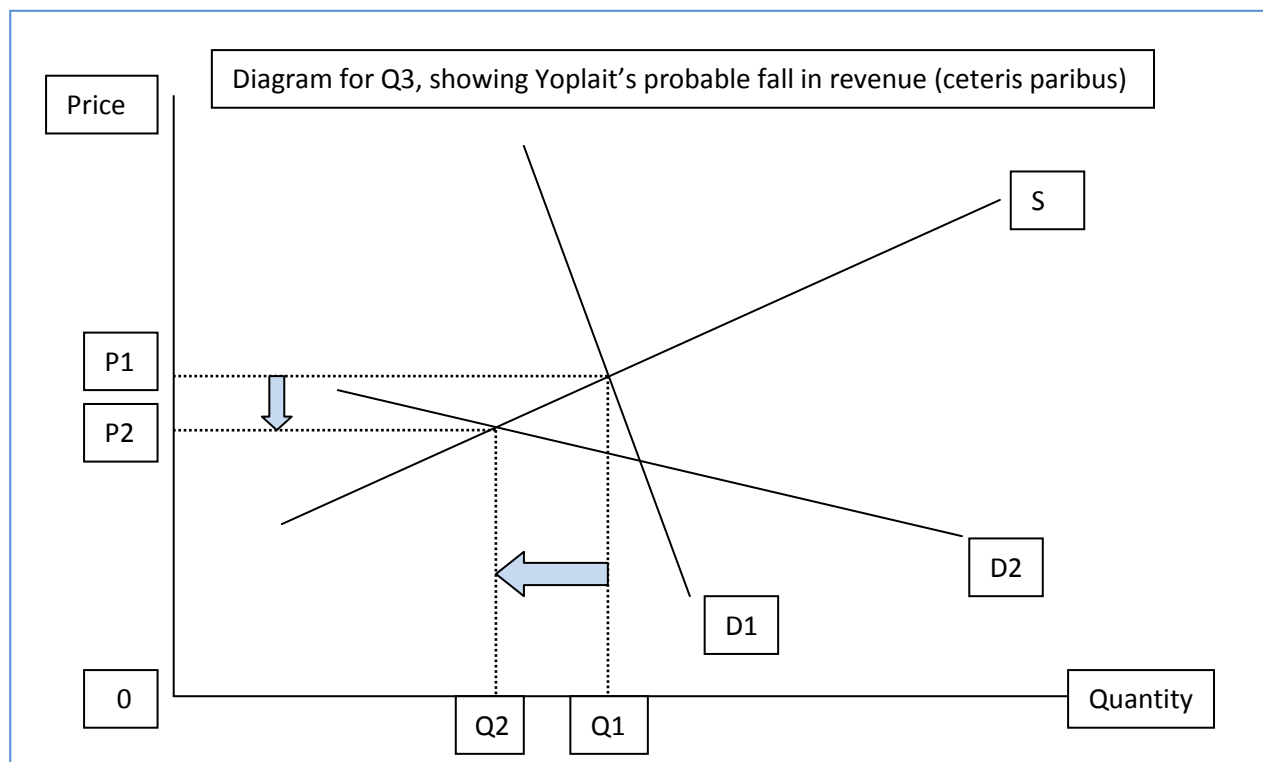 Diagram for Q3, showing Yoplait’s probable fall in revenue (ceteris paribus)
Price
S
P1
P2
D2
D1
0
Q2
Q1
Quantity